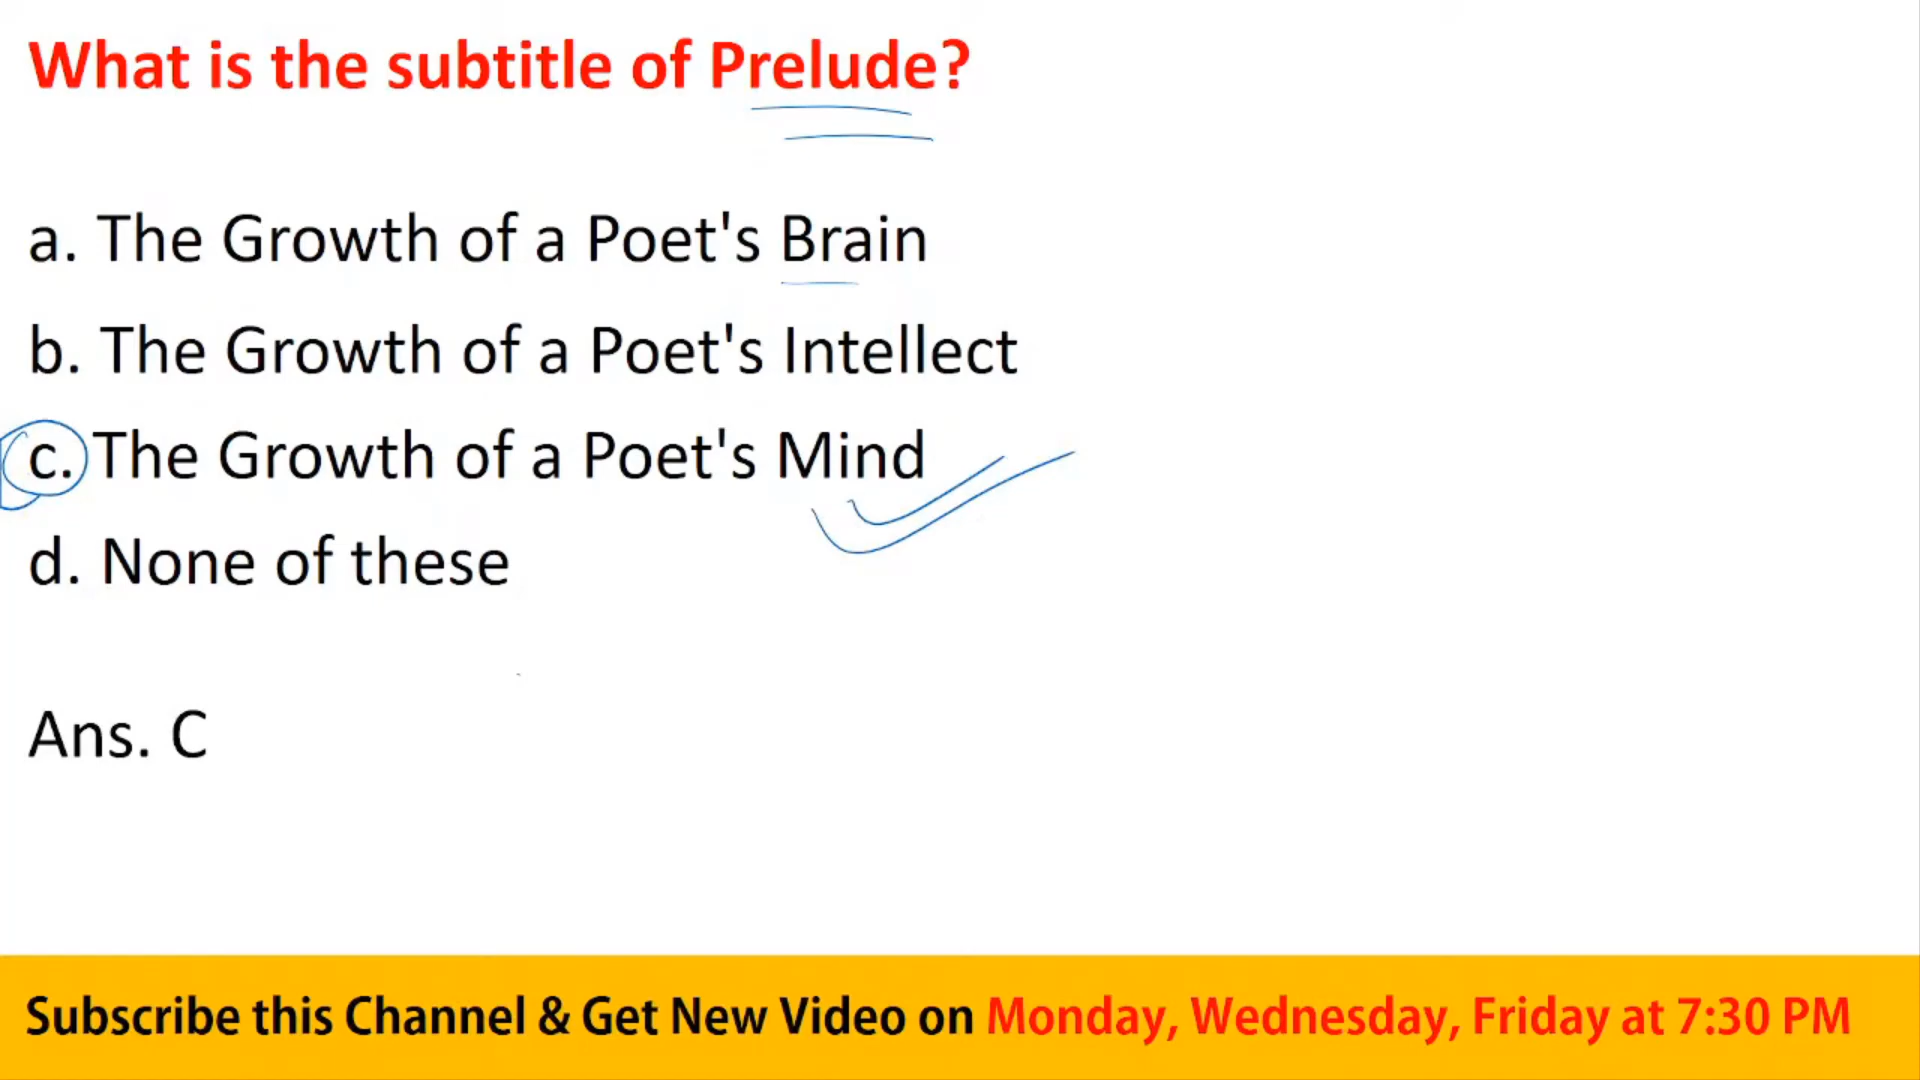 What is the subtitle of Prelude?
a. The Growth of a Poet's Brain
b. The Growth of a Poet's Intellect
c. The Growth of a Poet's Mind
d. None of these
Ans. C
Subscribe this Channel & Get New Video on Monday, Wednesday, Friday at 7:30 PM